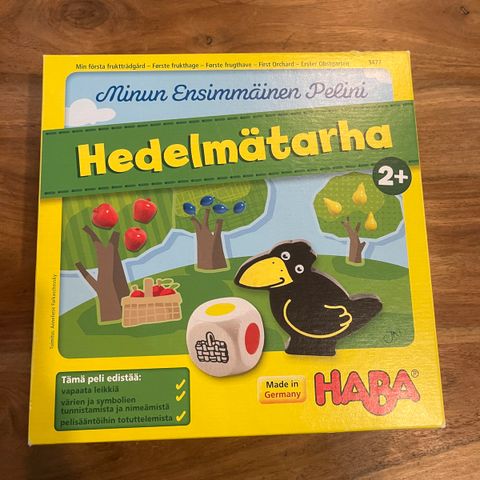 Min första fruktträdgård – Første frukthage – Første frugthave – First Orchard – Erster Obstgarten
3477
Minun Ensimmäinen Pelini
Hedelmätarha
2+
Tämä peli edistää:
vapaata leikkiä
värien ja symbolien
tunnistamista ja nimeämistä
pelisääntöihin totuttelemista
Made in
Germany
HABA®